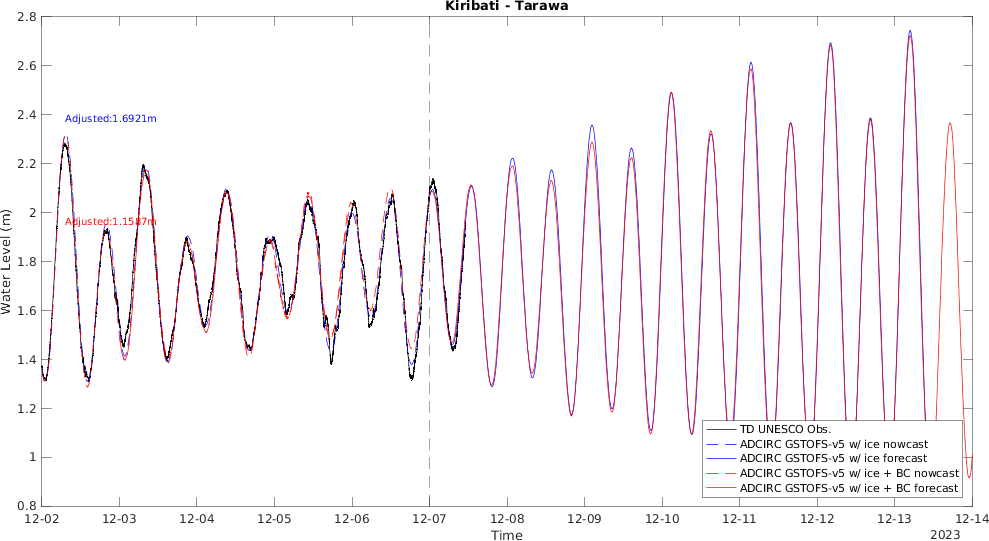 Kiribati - Tarawa
2.8
2.6
2.4
2.2
2
1.8
1.6
1.4
1.2
1
0.8
Water Level (m)
Adjusted:1.6921m
Adjusted:1.1587m
TD UNESCO Obs.
ADCIRC GSTOFS-v5 w/ ice nowcast
ADCIRC GSTOFS-v5 w/ ice forecast
ADCIRC GSTOFS-v5 w/ ice + BC nowcast
ADCIRC GSTOFS-v5 w/ ice + BC forecast
12-02 12-03 12-04 12-05 12-06 12-07 12-08 12-09 12-10 12-11 12-12 12-13 12-14
Time
2023